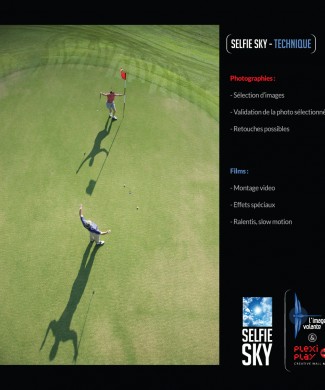 SELFIE SKY - TECHNIQUE
Photographies :
- Sélection d'images
- Validation de la photo sélectionné
- Retouches possibles
Films :
- Montage video
- Effets spéciaux
- Ralentis, slow motion
SELFIE
SKY
l'image
volante
&
PLEXI
PLAY